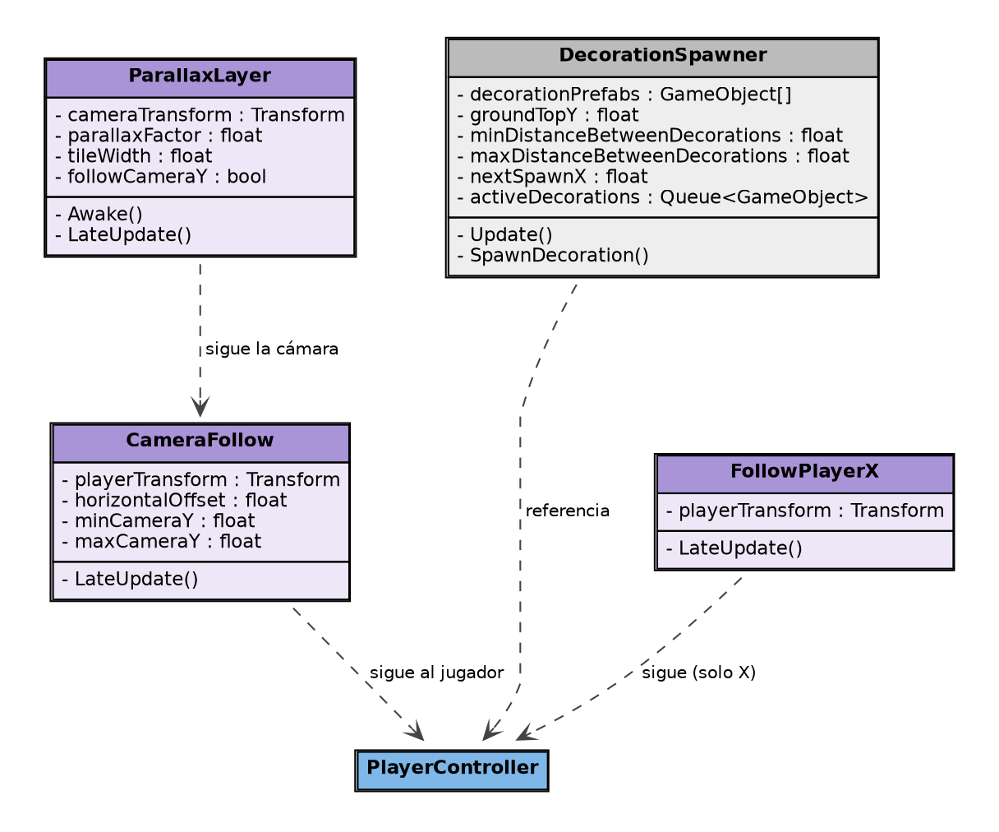 ParallaxLayer
- cameraTransform : Transform
- parallaxFactor : float
- tileWidth : float
- followCameraY : bool
- Awake()
- LateUpdate()
DecorationSpawner
- decorationPrefabs : GameObject[]
- groundTopY : float
- minDistanceBetweenDecorations : float
- maxDistanceBetweenDecorations : float
- nextSpawnX : float
- activeDecorations : Queue<GameObject>
- Update()
- SpawnDecoration()
sigue la cámara
CameraFollow
- playerTransform : Transform
- horizontalOffset : float
- minCameraY : float
- maxCameraY : float
- LateUpdate()
referencia
FollowPlayerX
- playerTransform : Transform
- LateUpdate()
sigue al jugador
sigue (solo X)
PlayerController